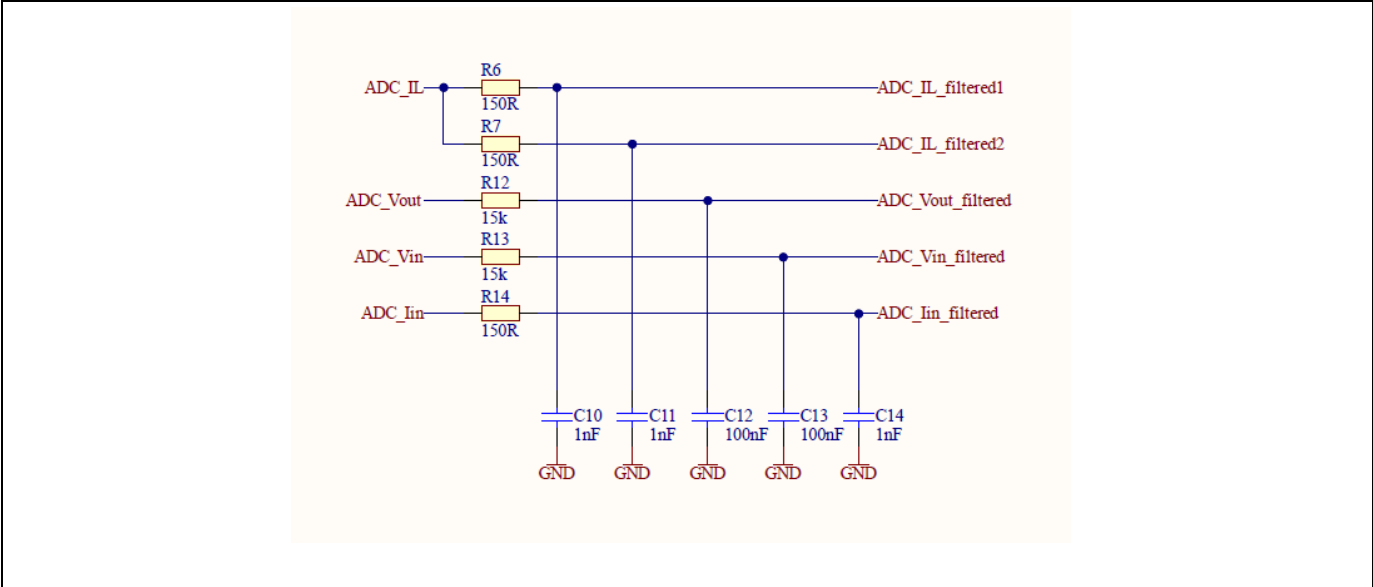 R6
ADC_IL
ADC_IL_filtered1
150R
R7
ADC_IL_filtered2
150R
R12
ADC_Vout
ADC_Vout_filtered
15k
R13
ADC_Vin
ADC_Vin_filtered
15k
R14
ADC_Iin
ADC_Iin_filtered
150R
C10
1nF
C11
1nF
C12
100nF
C13
100nF
C14
1nF
GND
GND
GND
GND
GND